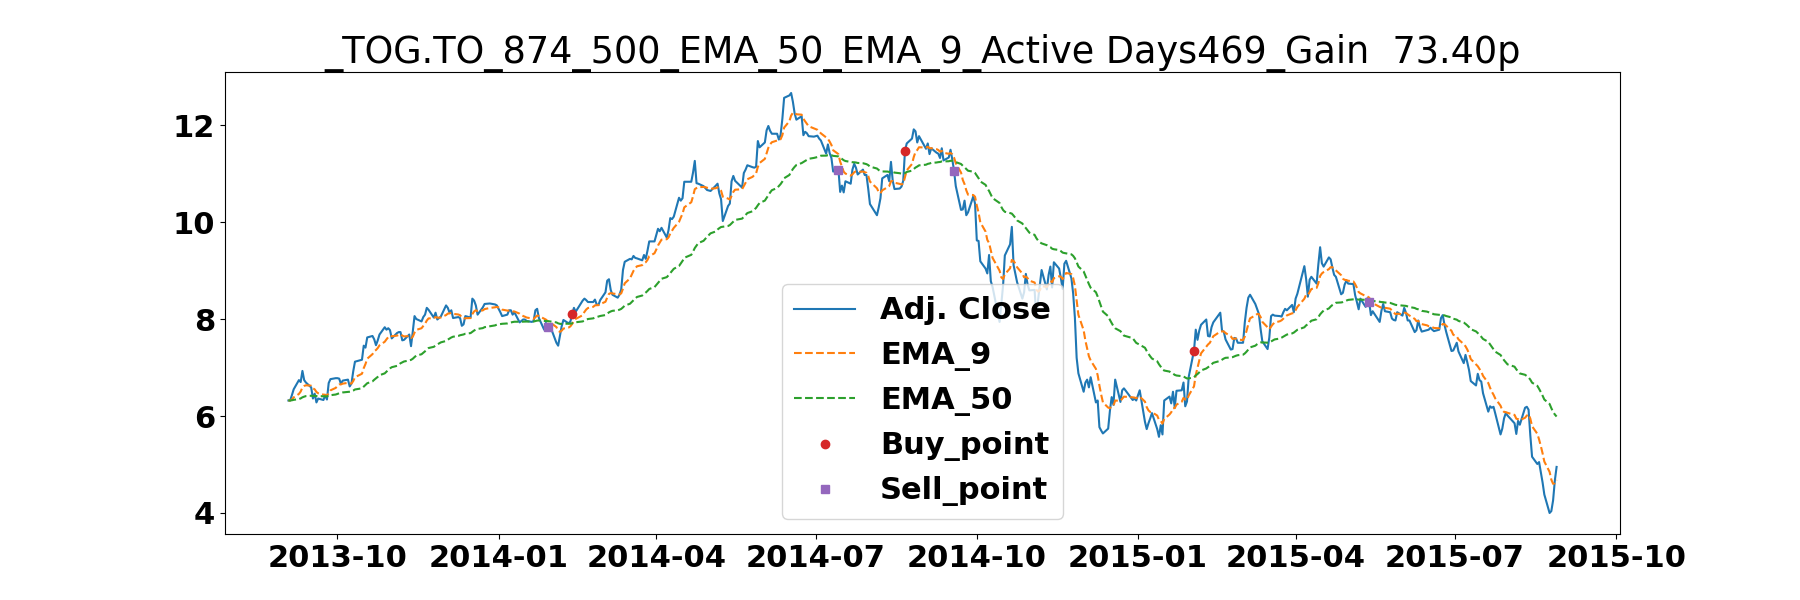 _TOG.TO_874_500_EMA_50_EMA_9_Active Days469_Gain  73.40p
12
10
8
6
4
Adj. Close
EMA_9
EMA_50
Buy_point
Sell_point
2013-10 2014-01 2014-04 2014-07 2014-10 2015-01 2015-04 2015-07 2015-10